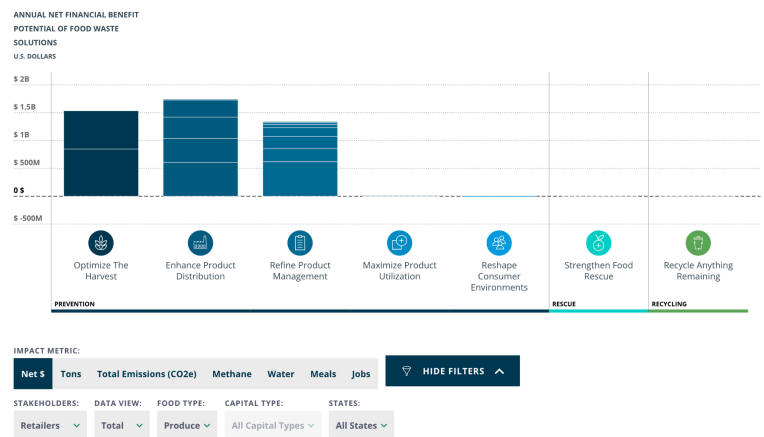 ANNUAL NET FINANCIAL BENEFIT
POTENTIAL OF FOOD WASTE
SOLUTIONS
U.S. DOLLARS
$ 2B
$ 1.5B
$ 1B
$ 500M
0 $
$ -500M
Optimize The
Harvest
Enhance Product
Distribution
Refine Product
Management
Maximize Product
Utilization
Reshape
Consumer
Environments
Strengthen Food
Rescue
Recycle Anything
Remaining
PREVENTION
RESCUE
RECYCLING
IMPACT METRIC:
Net $
Tons
Total Emissions (CO2e)
Methane
Water
Meals
Jobs
HIDE FILTERS
STAKEHOLDERS:
DATA VIEW:
FOOD TYPE:
CAPITAL TYPE:
STATES:
Retailers
Total
Produce
All Capital Types
All States